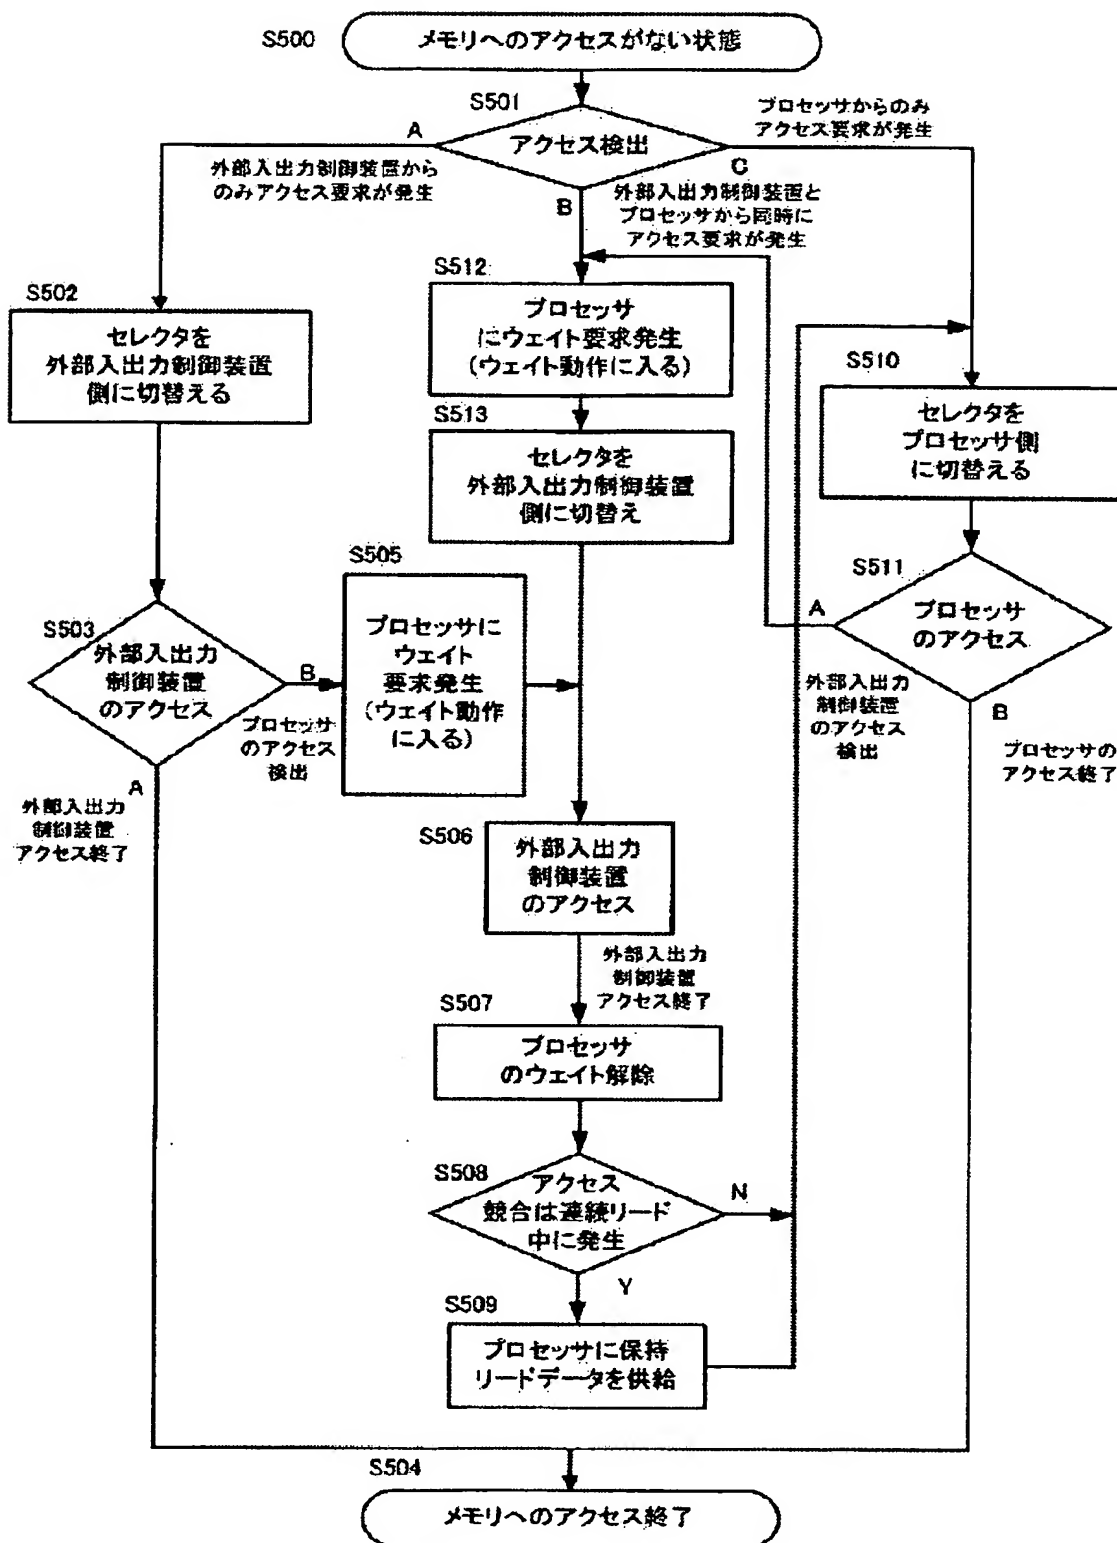 S500
メモリへのアクセスがない状態
S501
アクセス検出
A
外部入出力制御装置から
のみアクセス要求が発生
B
外部入出力制御装置と
プロセッサから同時に
アクセス要求が発生
C
プロセッサからのみ
アクセス要求が発生
S502
セレクタを
外部入出力制御装置
側に切替える
S512
プロセッサ
にウェイト要求発生
(ウェイト動作に入る)
S513
セレクタを
外部入出力制御装置
側に切替え
S510
セレクタを
プロセッサ側
に切替える
S511
プロセッサ
のアクセス
A
外部入出力
制御装置
のアクセス
検出
B
プロセッサの
アクセス終了
S503
外部入出力
制御装置
のアクセス
B
プロセッサ
のアクセス
検出
A
外部入出力
制御装置
アクセス終了
S505
プロセッサに
ウェイト
要求発生
(ウェイト動作
に入る)
S506
外部入出力
制御装置
のアクセス
外部入出力
制御装置
アクセス終了
S507
プロセッサ
のウェイト解除
S508
アクセス
競合は連続リード
中に発生
N
Y
S509
プロセッサに保持
リードデータを供給
S504
メモリへのアクセス終了